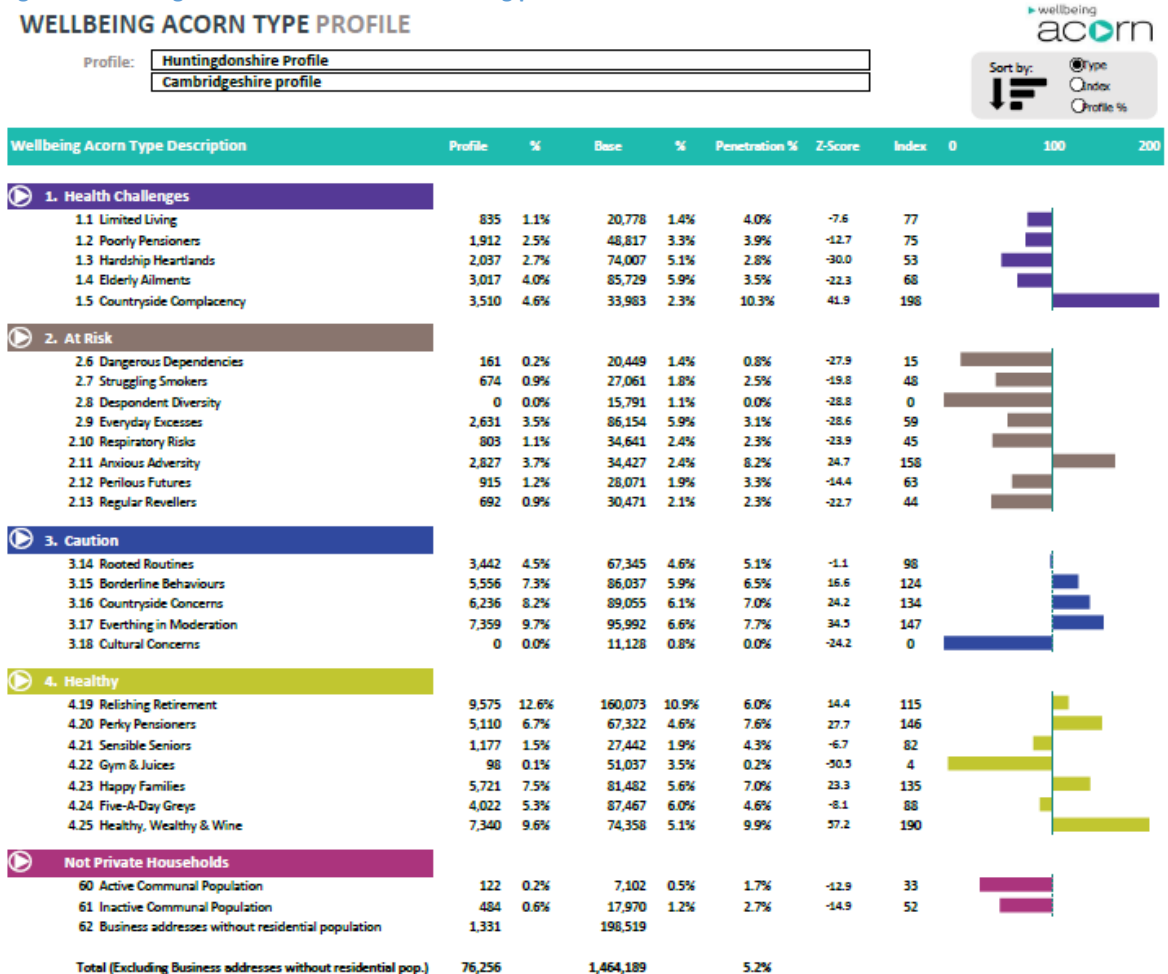 WELLBEING ACORN TYPE PROFILE
wellbeing
acorn
Profile: Huntingdonshire Profile
Cambridgeshire profile
Sort by:
Type
Index
Profile %
Wellbeing Acorn Type Description Profile % Base % Penetration % Z-Score Index 0 100 200
1. Health Challenges
1.1 Limited Living 835 1.1% 20,778 1.4% 4.0% -7.6 77
1.2 Poorly Pensioners 1,912 2.5% 48,817 3.3% 3.9% -12.7 75
1.3 Hardship Heartlands 2,037 2.7% 74,007 5.1% 2.8% -30.0 53
1.4 Elderly Ailments 3,017 4.0% 85,729 5.9% 3.5% -22.3 68
1.5 Countryside Complacency 3,510 4.6% 33,983 2.3% 10.3% 41.9 198
2. At Risk
2.6 Dangerous Dependencies 161 0.2% 20,449 1.4% 0.8% -27.9 15
2.7 Struggling Smokers 674 0.9% 27,061 1.8% 2.5% -19.8 48
2.8 Despondent Diversity 0 0.0% 15,791 1.1% 0.0% -28.8 0
2.9 Everyday Excesses 2,631 3.5% 86,154 5.9% 3.1% -28.6 59
2.10 Respiratory Risks 803 1.1% 34,641 2.4% 2.3% -23.9 45
2.11 Anxious Adversity 2,827 3.7% 34,427 2.4% 8.2% 24.7 158
2.12 Perilous Futures 915 1.2% 28,071 1.9% 3.3% -14.4 63
2.13 Regular Revellers 692 0.9% 30,471 2.1% 2.3% -22.7 44
3. Caution
3.14 Rooted Routines 3,442 4.5% 67,345 4.6% 5.1% -1.1 98
3.15 Borderline Behaviours 5,556 7.3% 86,037 5.9% 6.5% 16.6 124
3.16 Countryside Concerns 6,236 8.2% 89,055 6.1% 7.0% 24.2 134
3.17 Everthing in Moderation 7,359 9.7% 95,992 6.6% 7.7% 34.5 147
3.18 Cultural Concerns 0 0.0% 11,128 0.8% 0.0% -24.2 0
4. Healthy
4.19 Relishing Retirement 9,575 12.6% 160,073 10.9% 6.0% 14.4 115
4.20 Perky Pensioners 5,110 6.7% 67,322 4.6% 7.6% 27.7 146
4.21 Sensible Seniors 1,177 1.5% 27,442 1.9% 4.3% -6.7 82
4.22 Gym & Juices 98 0.1% 51,037 3.5% 0.2% -50.5 4
4.23 Happy Families 5,721 7.5% 81,482 5.6% 7.0% 23.3 135
4.24 Five-A-Day Greys 4,022 5.3% 87,467 6.0% 4.6% -8.1 88
4.25 Healthy, Wealthy & Wine 7,340 9.6% 74,358 5.1% 9.9% 57.2 190
Not Private Households
60 Active Communal Population 122 0.2% 7,102 0.5% 1.7% -12.9 33
61 Inactive Communal Population 484 0.6% 17,970 1.2% 2.7% -14.9 52
62 Business addresses without residential population 1,331 198,519
Total (Excluding Business addresses without residential pop.) 76,256 1,464,189 5.2%